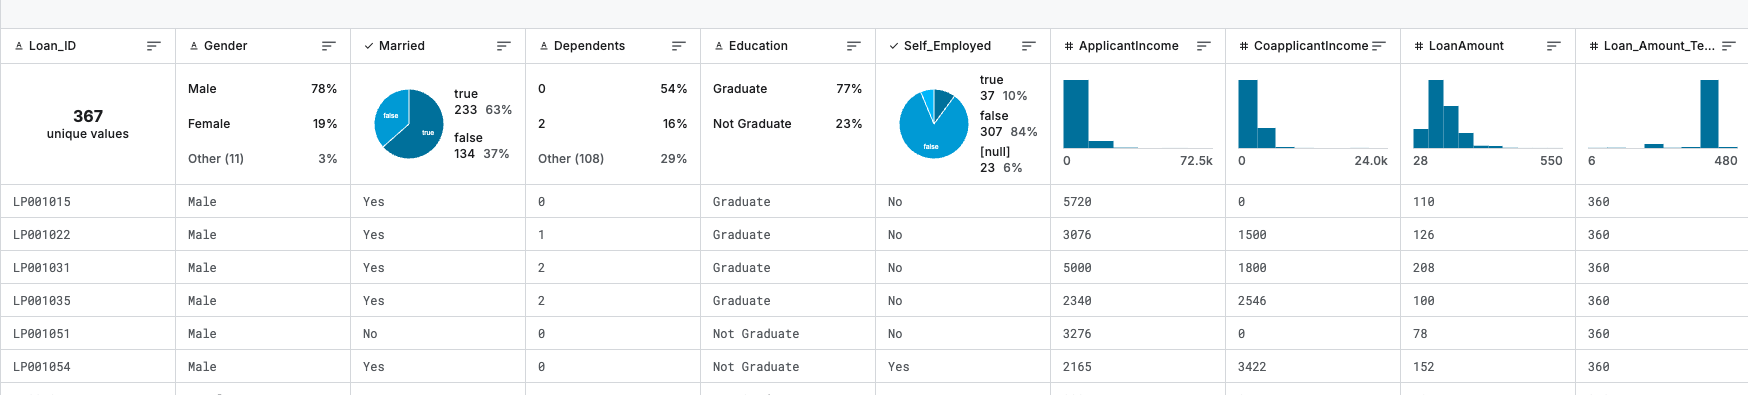 Loan_ID Gender Married Dependents Education Self_Employed ApplicantIncome CoapplicantIncome LoanAmount Loan_Amount_Te...
367
unique values
Male 78%
Female 19%
Other (11) 3%
false
true
true
233 63%
false
134 37%
0 54%
2 16%
Other (108) 29%
Graduate 77%
Not Graduate 23%
false
true
37 10%
false
307 84%
[null]
23 6%
0 72.5k
0 24.0k
28 550
6 480
LP001015 Male Yes 0 Graduate No 5720 0 110 360
LP001022 Male Yes 1 Graduate No 3076 1500 126 360
LP001031 Male Yes 2 Graduate No 5000 1800 208 360
LP001035 Male Yes 2 Graduate No 2340 2546 100 360
LP001051 Male No 0 Not Graduate No 3276 0 78 360
LP001054 Male Yes 0 Not Graduate Yes 2165 3422 152 360